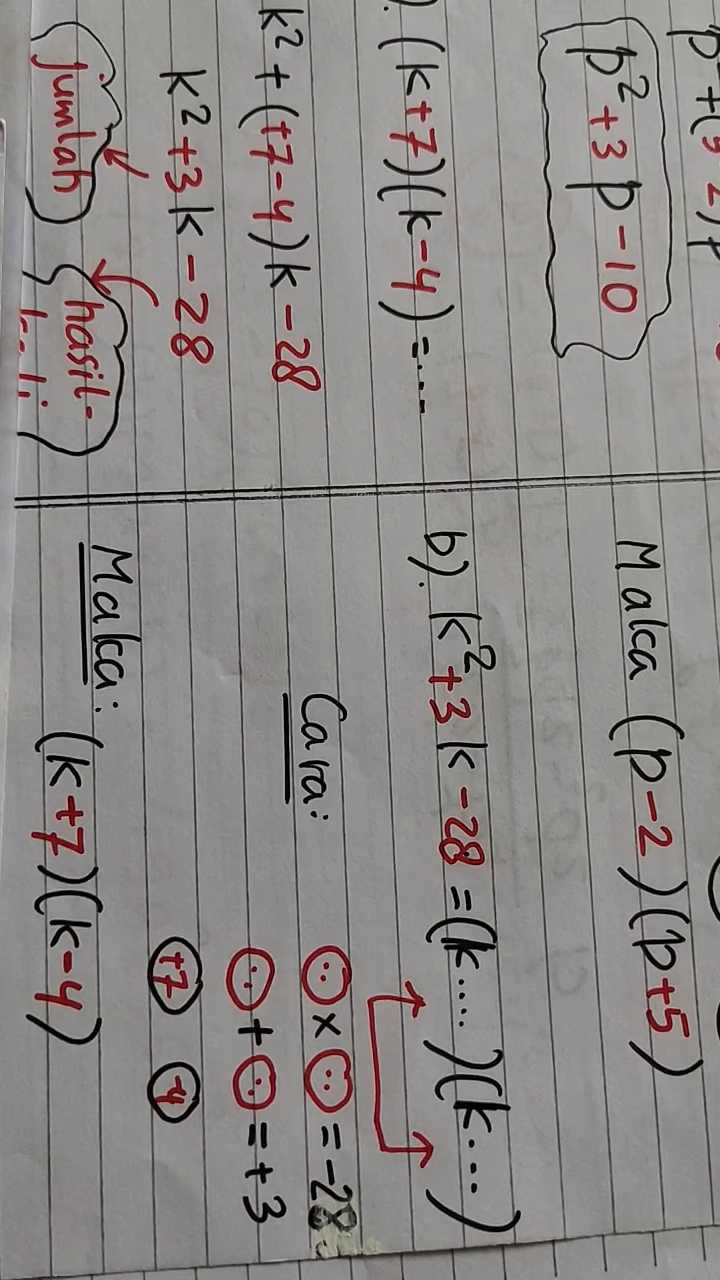 p² + 3p - 10
(k+7)(k-4) = ....
k² + (+7-4)k - 28
k² + 3k - 28
jumlah
hasil-
Maka (p-2)(p+5)
b). k² + 3k - 28 = (k....)(k....)
Cara:
x = -28
+ = +3
+7 -4
Maka: (k+7)(k-4)